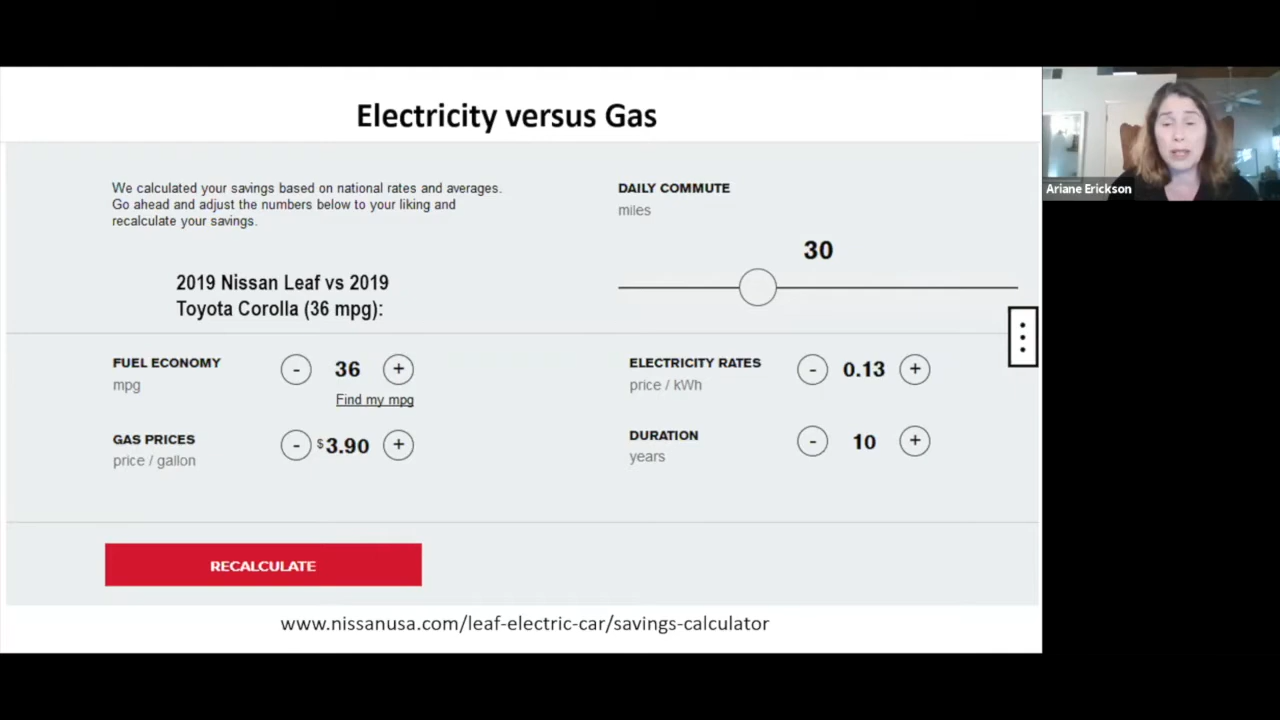 Electricity versus Gas
We calculated your savings based on national rates and averages.
Go ahead and adjust the numbers below to your liking and
recalculate your savings.
2019 Nissan Leaf vs 2019
Toyota Corolla (36 mpg):
DAILY COMMUTE
miles
30
FUEL ECONOMY
mpg
- 36 +
Find my mpg
GAS PRICES
price / gallon
- $3.90 +
ELECTRICITY RATES
price / kWh
- 0.13 +
DURATION
years
- 10 +
RECALCULATE
www.nissanusa.com/leaf-electric-car/savings-calculator
Ariane Erickson